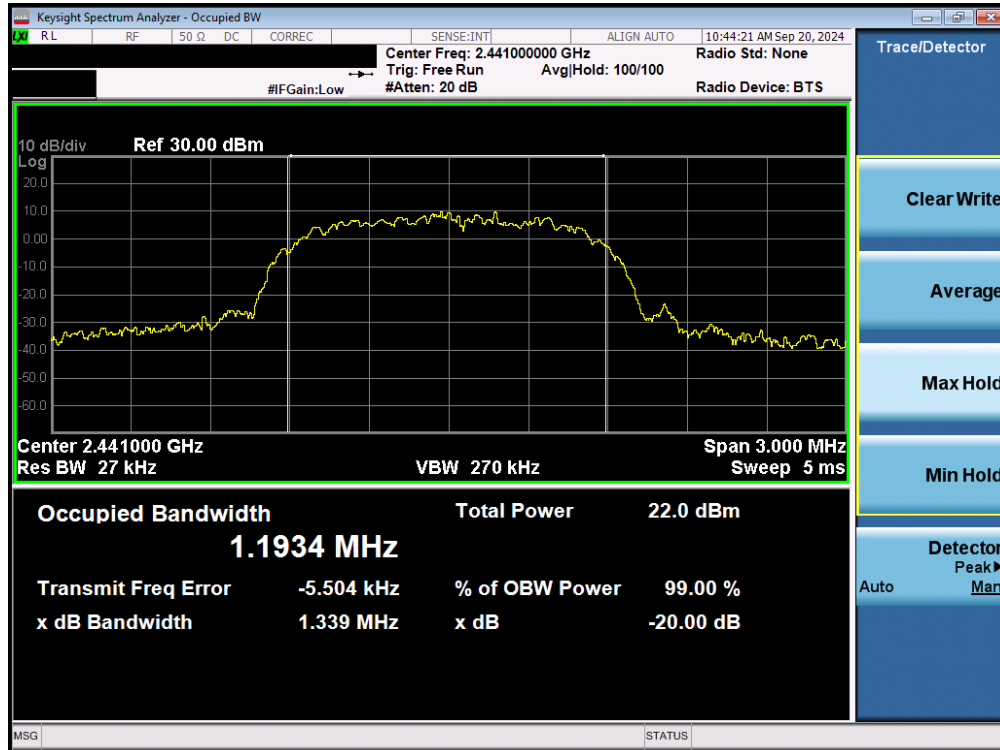 Keysight Spectrum Analyzer - Occupied BW
LXI RL RF 50 Ω DC CORREC SENSE:INT ALIGN AUTO 10:44:21 AM Sep 20, 2024
Center Freq: 2.441000000 GHz Radio Std: None
Trig: Free Run Avg|Hold: 100/100
#IFGain:Low #Atten: 20 dB Radio Device: BTS
Trace/Detector
10 dB/div Ref 30.00 dBm
Log
20.0
10.0
0.00
-10.0
-20.0
-30.0
-40.0
-50.0
-60.0
Center 2.441000 GHz Span 3.000 MHz
Res BW 27 kHz VBW 270 kHz Sweep 5 ms
Occupied Bandwidth Total Power 22.0 dBm
1.1934 MHz
Transmit Freq Error -5.504 kHz % of OBW Power 99.00 %
x dB Bandwidth 1.339 MHz x dB -20.00 dB
Clear Write
Average
Max Hold
Min Hold
Detector
Peak▶
Auto Man
MSG STATUS